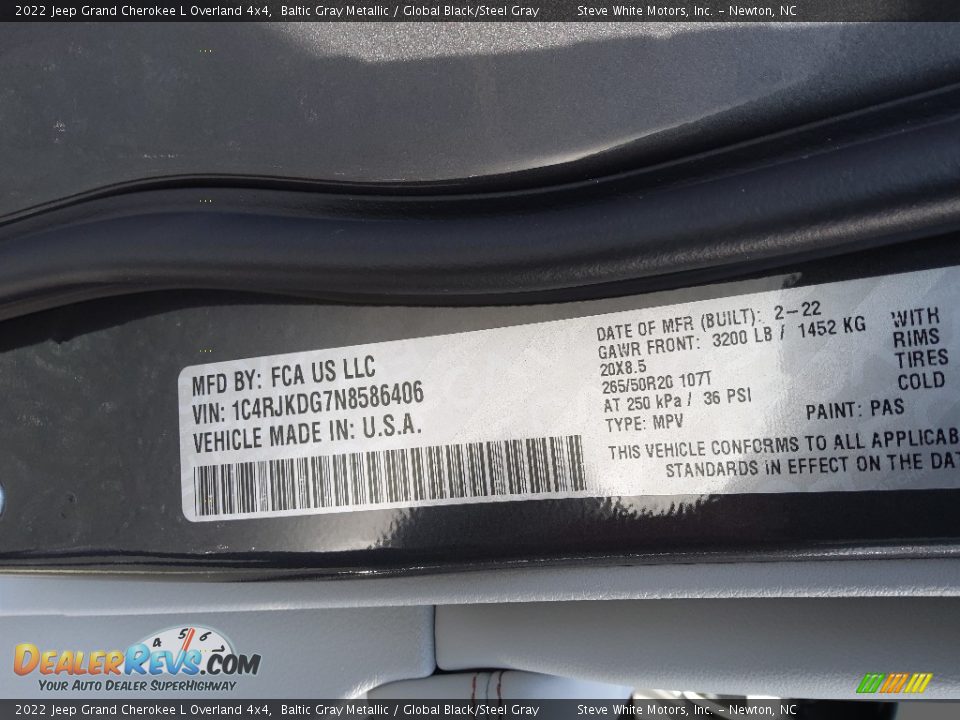 2022 Jeep Grand Cherokee L Overland 4x4, Baltic Gray Metallic / Global Black/Steel Gray Steve White Motors, Inc. - Newton, NC
MFD BY: FCA US LLC
VIN: 1C4RJKDG7N8586406
VEHICLE MADE IN: U.S.A.
DATE OF MFR (BUILT): 2-22
GAWR FRONT: 3200 LB / 1452 KG WITH
20X8.5 RIMS
265/50R20 107T TIRES
AT 250 kPa / 36 PSI COLD
TYPE: MPV PAINT: PAS
THIS VEHICLE CONFORMS TO ALL APPLICAB
STANDARDS IN EFFECT ON THE DAT
4 5 6 7
DealerRevs.com
Your Auto Dealer SuperHighway
2022 Jeep Grand Cherokee L Overland 4x4, Baltic Gray Metallic / Global Black/Steel Gray Steve White Motors, Inc. - Newton, NC